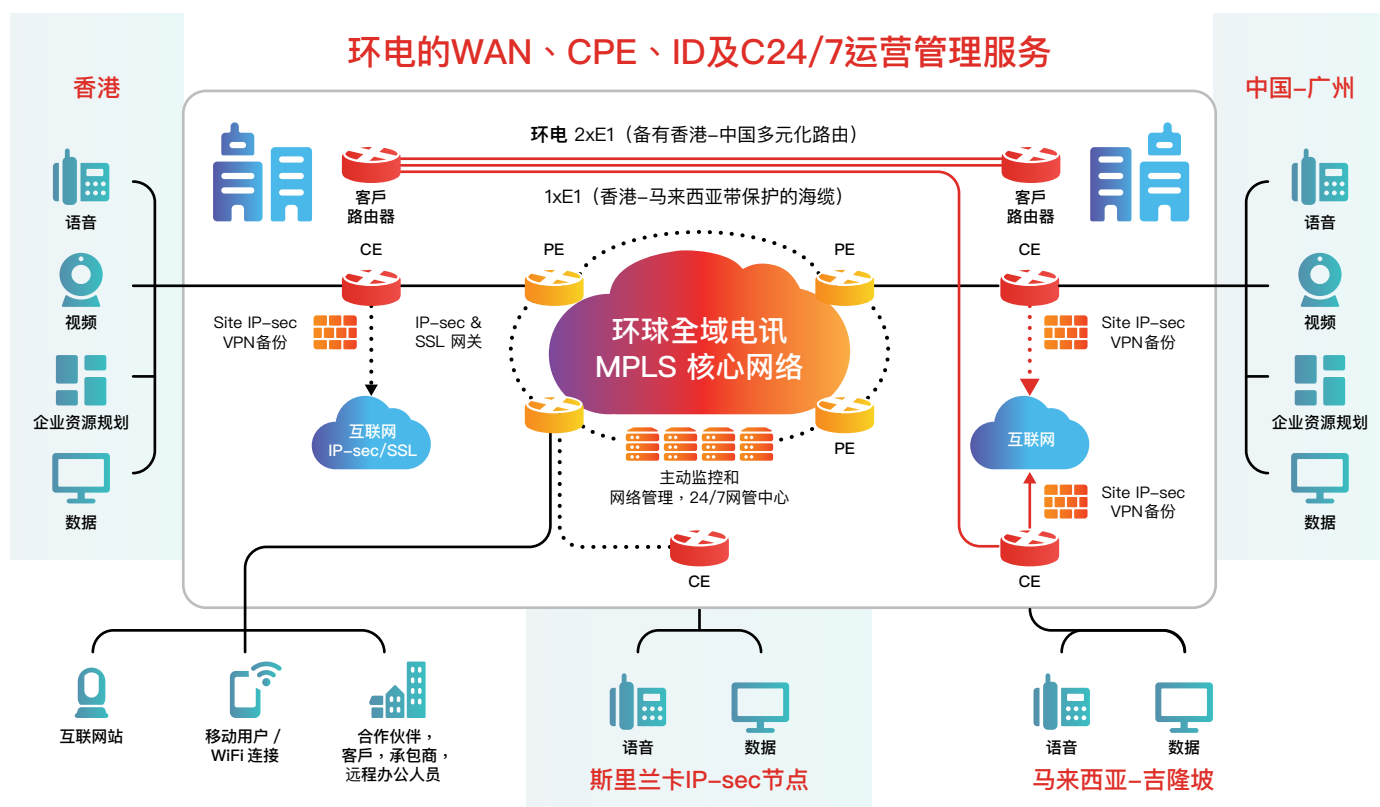 环电的WAN、CPE、ID及C24/7运营管理服务
香港
中国–广州
环电 2xE1（备有香港–中国多元化路由）
1xE1（香港–马来西亚带保护的海缆）
客戶
路由器
CE
客戶
路由器
CE
PE
PE
语音
视频
企业资源规划
数据
Site IP–sec
VPN备份
IP–sec &
SSL 网关
环球全域电讯
MPLS 核心网络
Site IP–sec
VPN备份
互联网
IP–sec/SSL
互联网
PE
主动监控和
网络管理，24/7网管中心
Site IP–sec
VPN备份
CE
CE
语音
视频
企业资源规划
数据
互联网站
移动用户 /
WiFi 连接
合作伙伴，
客戶，承包商，
远程办公人员
语音
数据
斯里兰卡IP–sec节点
语音
数据
马来西亚–吉隆坡